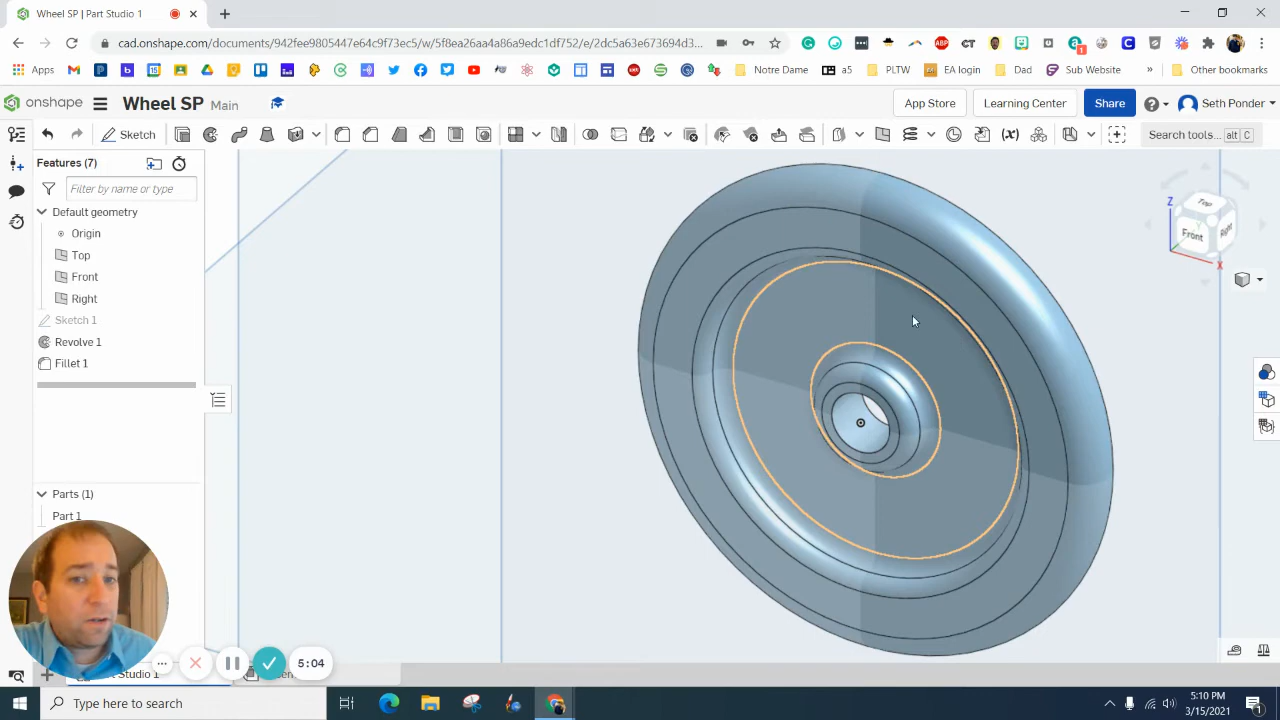 Wheel SP | Part Studio 1
cad.onshape.com/documents/942fee9805447e64
Apps
Notre Dame
a5
PLTW
EA login
Dad
Sub Website
»
Other bookmarks
onshape
Wheel SP Main
App Store
Learning Center
Share
Seth Ponder
Sketch
Search tools... alt C
Features (7)
Filter by name or type
Default geometry
Origin
Top
Front
Right
Sketch 1
Revolve 1
Fillet 1
Parts (1)
Part 1
Z
Top
Front
Right
X
5:04
Type here to search
5:10 PM
3/15/2021